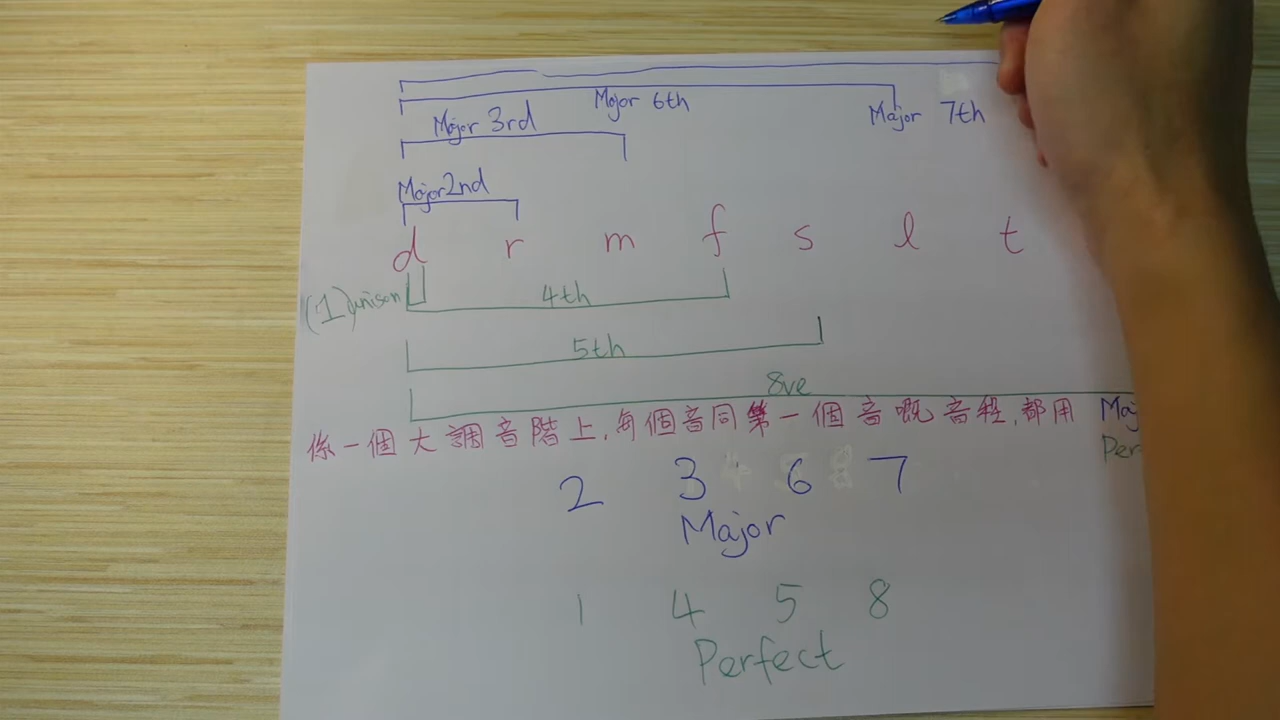 Major 6th
Major 3rd
Major 7th
Major 2nd
d r m f s l t
(1) unison
4th
5th
8ve
係一個大調音階上,每個音同第一個音嘅音程,都用
Maj
Per
2 3 6 7
Major
1 4 5 8
Perfect